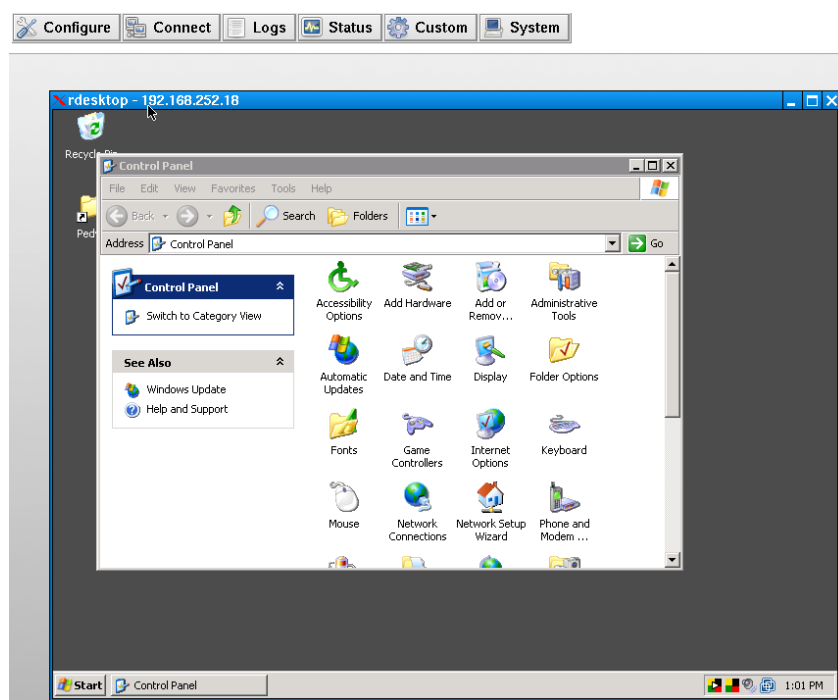 Configure Connect Logs Status Custom System
rdesktop - 192.168.252.18
Recycle Bin
Control Panel
File Edit View Favorites Tools Help
Back Search Folders
Address Control Panel Go
Control Panel
Switch to Category View
See Also
Windows Update
Help and Support
Accessibility Options
Add Hardware
Add or Remov...
Administrative Tools
Automatic Updates
Date and Time
Display
Folder Options
Fonts
Game Controllers
Internet Options
Keyboard
Mouse
Network Connections
Network Setup Wizard
Phone and Modem ...
Start Control Panel 1:01 PM